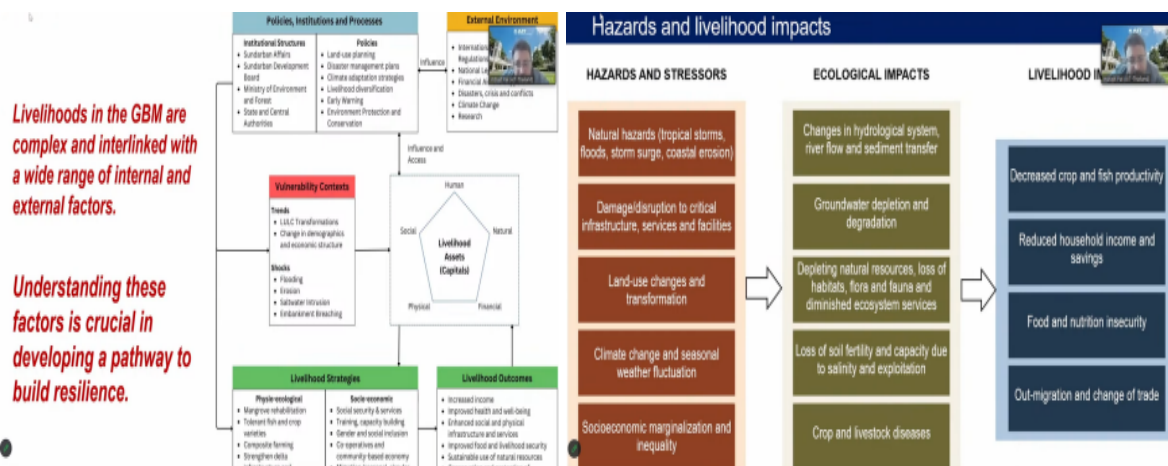 Livelihoods in the GBM are
complex and interlinked with
a wide range of internal and
external factors.
Understanding these
factors is crucial in
developing a pathway to
build resilience.
Policies, Institutions and Processes
Institutional Structures
Sundarban Affairs
Sundarban Development
Board
Ministry of Environment
and Forest
State and Central
Authorities
Policies
Land-use planning
Disaster management plans
Climate adaptation strategies
Livelihood diversification
Early Warning
Environment Protection and
Conservation
Influence
External Environment
Internation
Regulations
National Le
Financial A
Disasters, crisis and conflicts
Climate Change
Research
Influence and
Access
Vulnerability Contexts
Trends
LULC Transformations
Change in demographics
and economic structure
Shocks
Flooding
Erosion
Saltwater Intrusion
Embankment Breaching
Human
Social
Natural
Livelihood
Assets
(Capitals)
Physical
Financial
Livelihood Strategies
Physio-ecological
Mangrove rehabilitation
Tolerant fish and crop
varieties
Composite farming
Strengthen delta
Socio-economic
Social security & services
Training, capacity building
Gender and social inclusion
Co-operatives and
community based economy
Livelihood Outcomes
Increased income
Improved health and well-being
Enhanced social and physical
infrastructure and services
Improved food and livelihood security
Sustainable use of natural resources
Hazards and livelihood impacts
HAZARDS AND STRESSORS
Natural hazards (tropical storms,
floods, storm surge, coastal erosion)
Damage/disruption to critical
infrastructure, services and facilities
Land-use changes and
transformation
Climate change and seasonal
weather fluctuation
Socioeconomic marginalization and
inequality
ECOLOGICAL IMPACTS
Changes in hydrological system,
river flow and sediment transfer
Groundwater depletion and
degradation
Depleting natural resources, loss of
habitats, flora and fauna and
diminished ecosystem services
Loss of soil fertility and capacity due
to salinity and exploitation
Crop and livestock diseases
LIVELIHOOD IM
Decreased crop and fish productivity
Reduced household income and
savings
Food and nutrition insecurity
Out-migration and change of trade